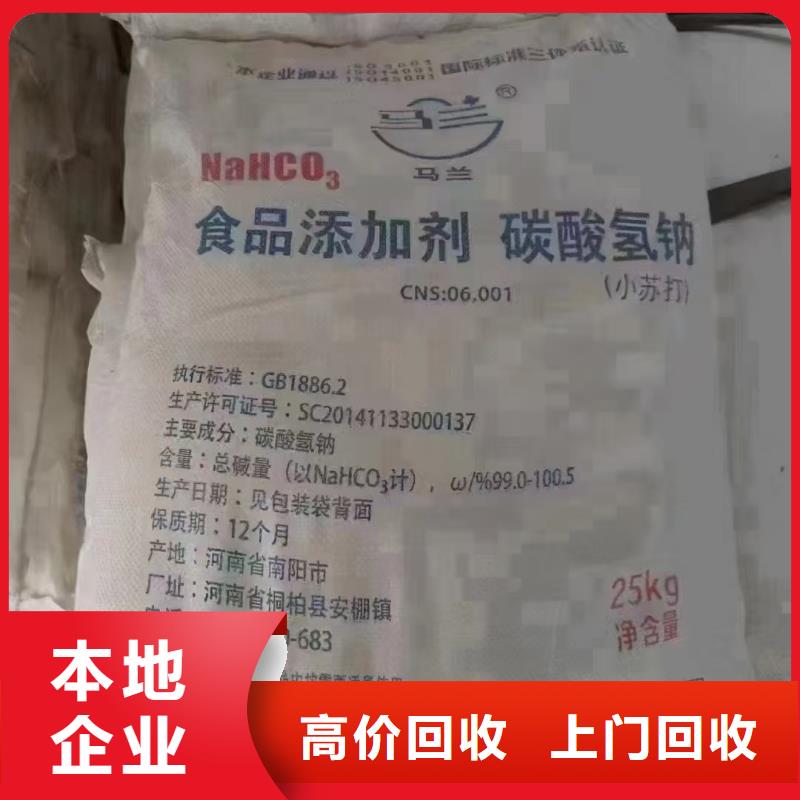 本企业通过 ISO9001 ISO14001 ISO45001 国际标准三体系认证
马兰®
NaHCO₃
马兰
食品添加剂 碳酸氢钠
CNS:06.001 (小苏打)
执行标准：GB1886.2
生产许可证号：SC20141133000137
主要成分：碳酸氢钠
含量：总碱量（以NaHCO₃计），ω/%99.0-100.5
生产日期：见包装袋背面
保质期：12个月
产地：河南省南阳市
厂址：河南省桐柏县安棚镇
-683
25kg
净含量
本地
企业
高价回收 上门回收